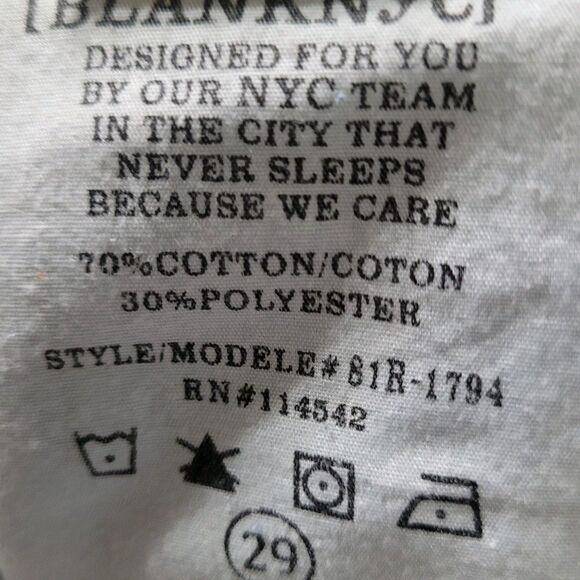 [BLANKNYC]
DESIGNED FOR YOU
BY OUR NYC TEAM
IN THE CITY THAT
NEVER SLEEPS
BECAUSE WE CARE
70%COTTON/COTON
30%POLYESTER
STYLE/MODELE# 81R-1794
RN#114542
29